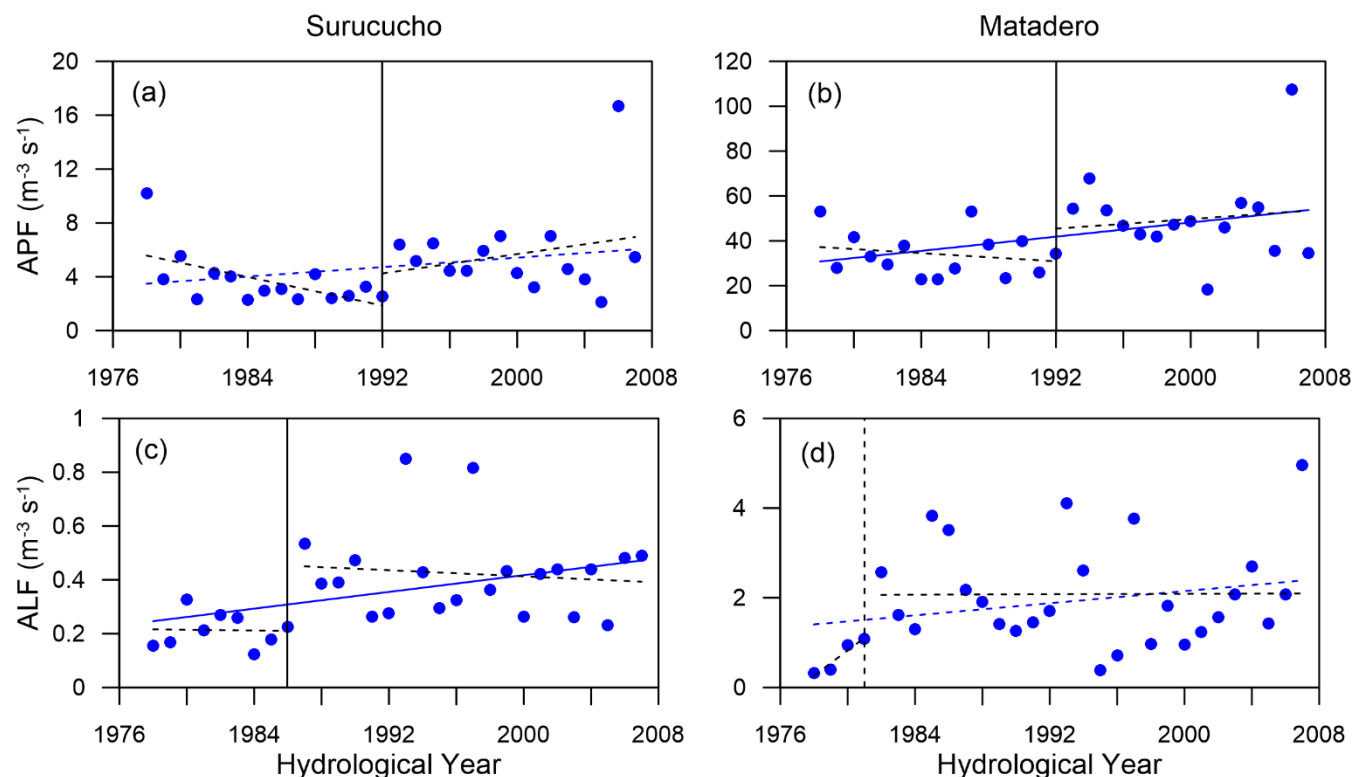 Surucucho
Matadero
(a)
APF (m⁻³ s⁻¹)
20
16
12
8
4
0
1976 1984 1992 2000 2008
(b)
120
100
80
60
40
20
0
1976 1984 1992 2000 2008
(c)
ALF (m⁻³ s⁻¹)
1
0.8
0.6
0.4
0.2
0
1976 1984 1992 2000 2008
Hydrological Year
(d)
6
4
2
0
1976 1984 1992 2000 2008
Hydrological Year